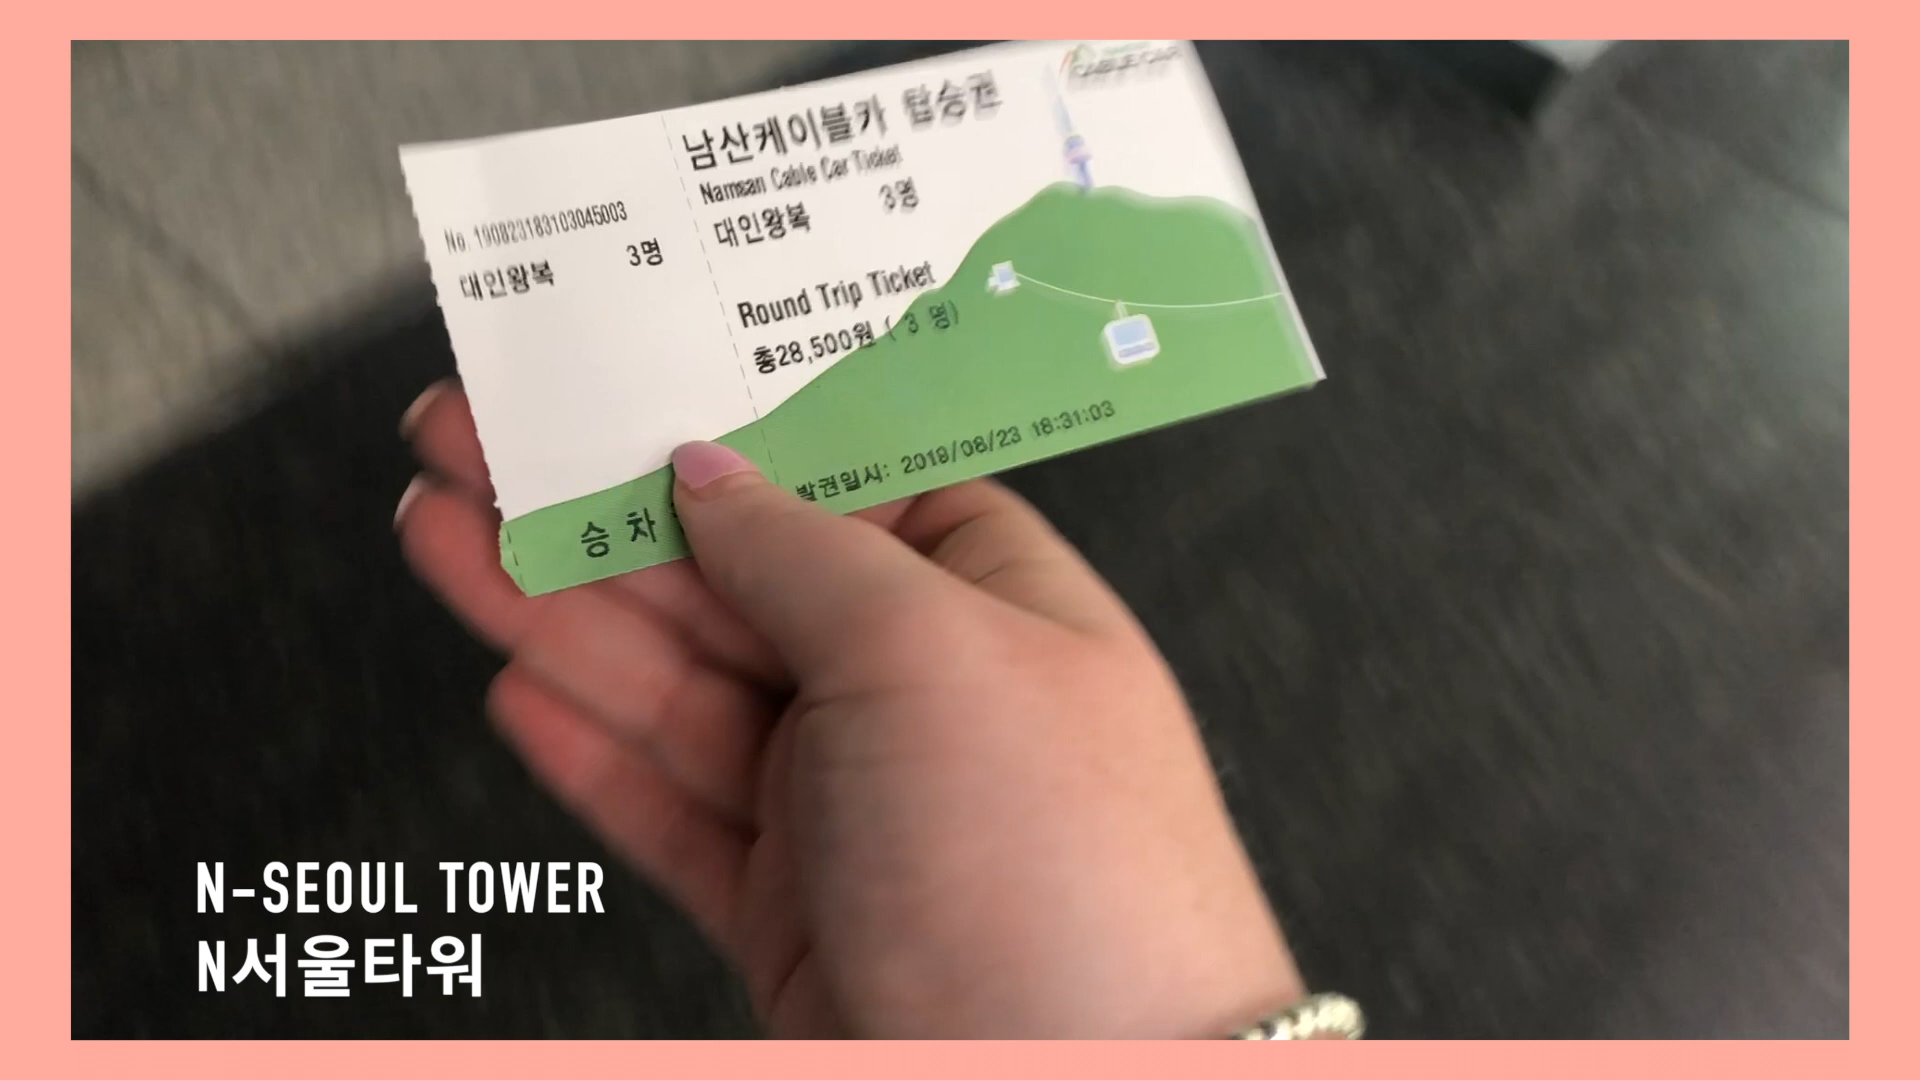 CABLE CAR
남산케이블카 탑승권
Namsan Cable Car Ticket
대인왕복 3명
Round Trip Ticket
총28,500원 ( 3 명)
발권일시: 2019/08/23 18:31:03
No. 190823183103045003
대인왕복 3명
승 차
N-SEOUL TOWER
N서울타워